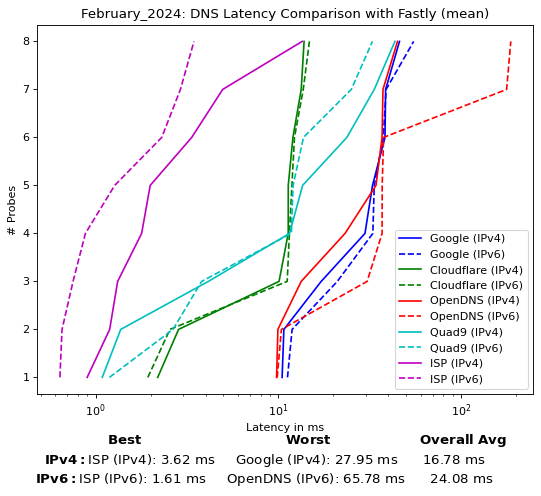 February_2024: DNS Latency Comparison with Fastly (mean)
# Probes
8
7
6
5
4
3
2
1
Google (IPv4)
Google (IPv6)
Cloudflare (IPv4)
Cloudflare (IPv6)
OpenDNS (IPv4)
OpenDNS (IPv6)
Quad9 (IPv4)
Quad9 (IPv6)
ISP (IPv4)
ISP (IPv6)
10⁰ 10¹ 10²
Latency in ms
Best Worst Overall Avg
IPv4: ISP (IPv4): 3.62 ms Google (IPv4): 27.95 ms 16.78 ms
IPv6: ISP (IPv6): 1.61 ms OpenDNS (IPv6): 65.78 ms 24.08 ms